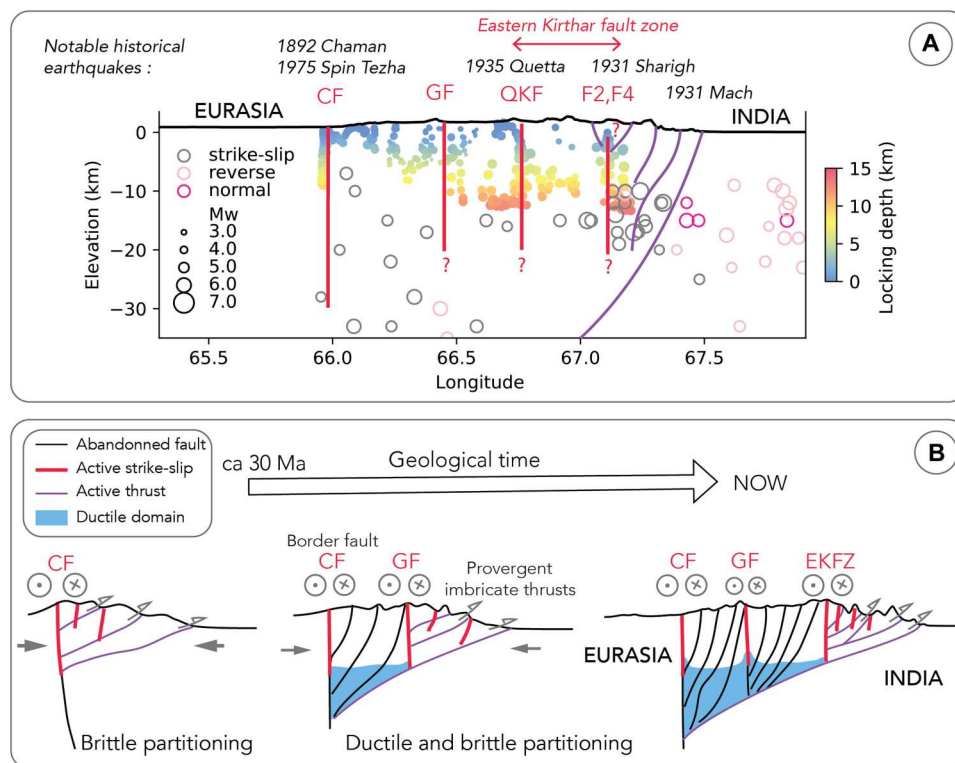 Eastern Kirthar fault zone
A
Notable historical
earthquakes :
1892 Chaman
1975 Spin Tezha
1935 Quetta
1931 Sharigh
1931 Mach
CF
GF
QKF
F2,F4
EURASIA
INDIA
?
0
−10
−20
−30
Elevation (km)
strike-slip
reverse
normal
Mw
3.0
4.0
5.0
6.0
7.0
?
?
?
65.5
66.0
66.5
67.0
67.5
Longitude
15
10
5
0
Locking depth (km)
B
Abandonned fault
Active strike-slip
Active thrust
Ductile domain
ca 30 Ma
Geological time
NOW
CF
Border fault
CF
GF
Provergent
imbricate thrusts
CF
GF
EKFZ
EURASIA
INDIA
Brittle partitioning
Ductile and brittle partitioning